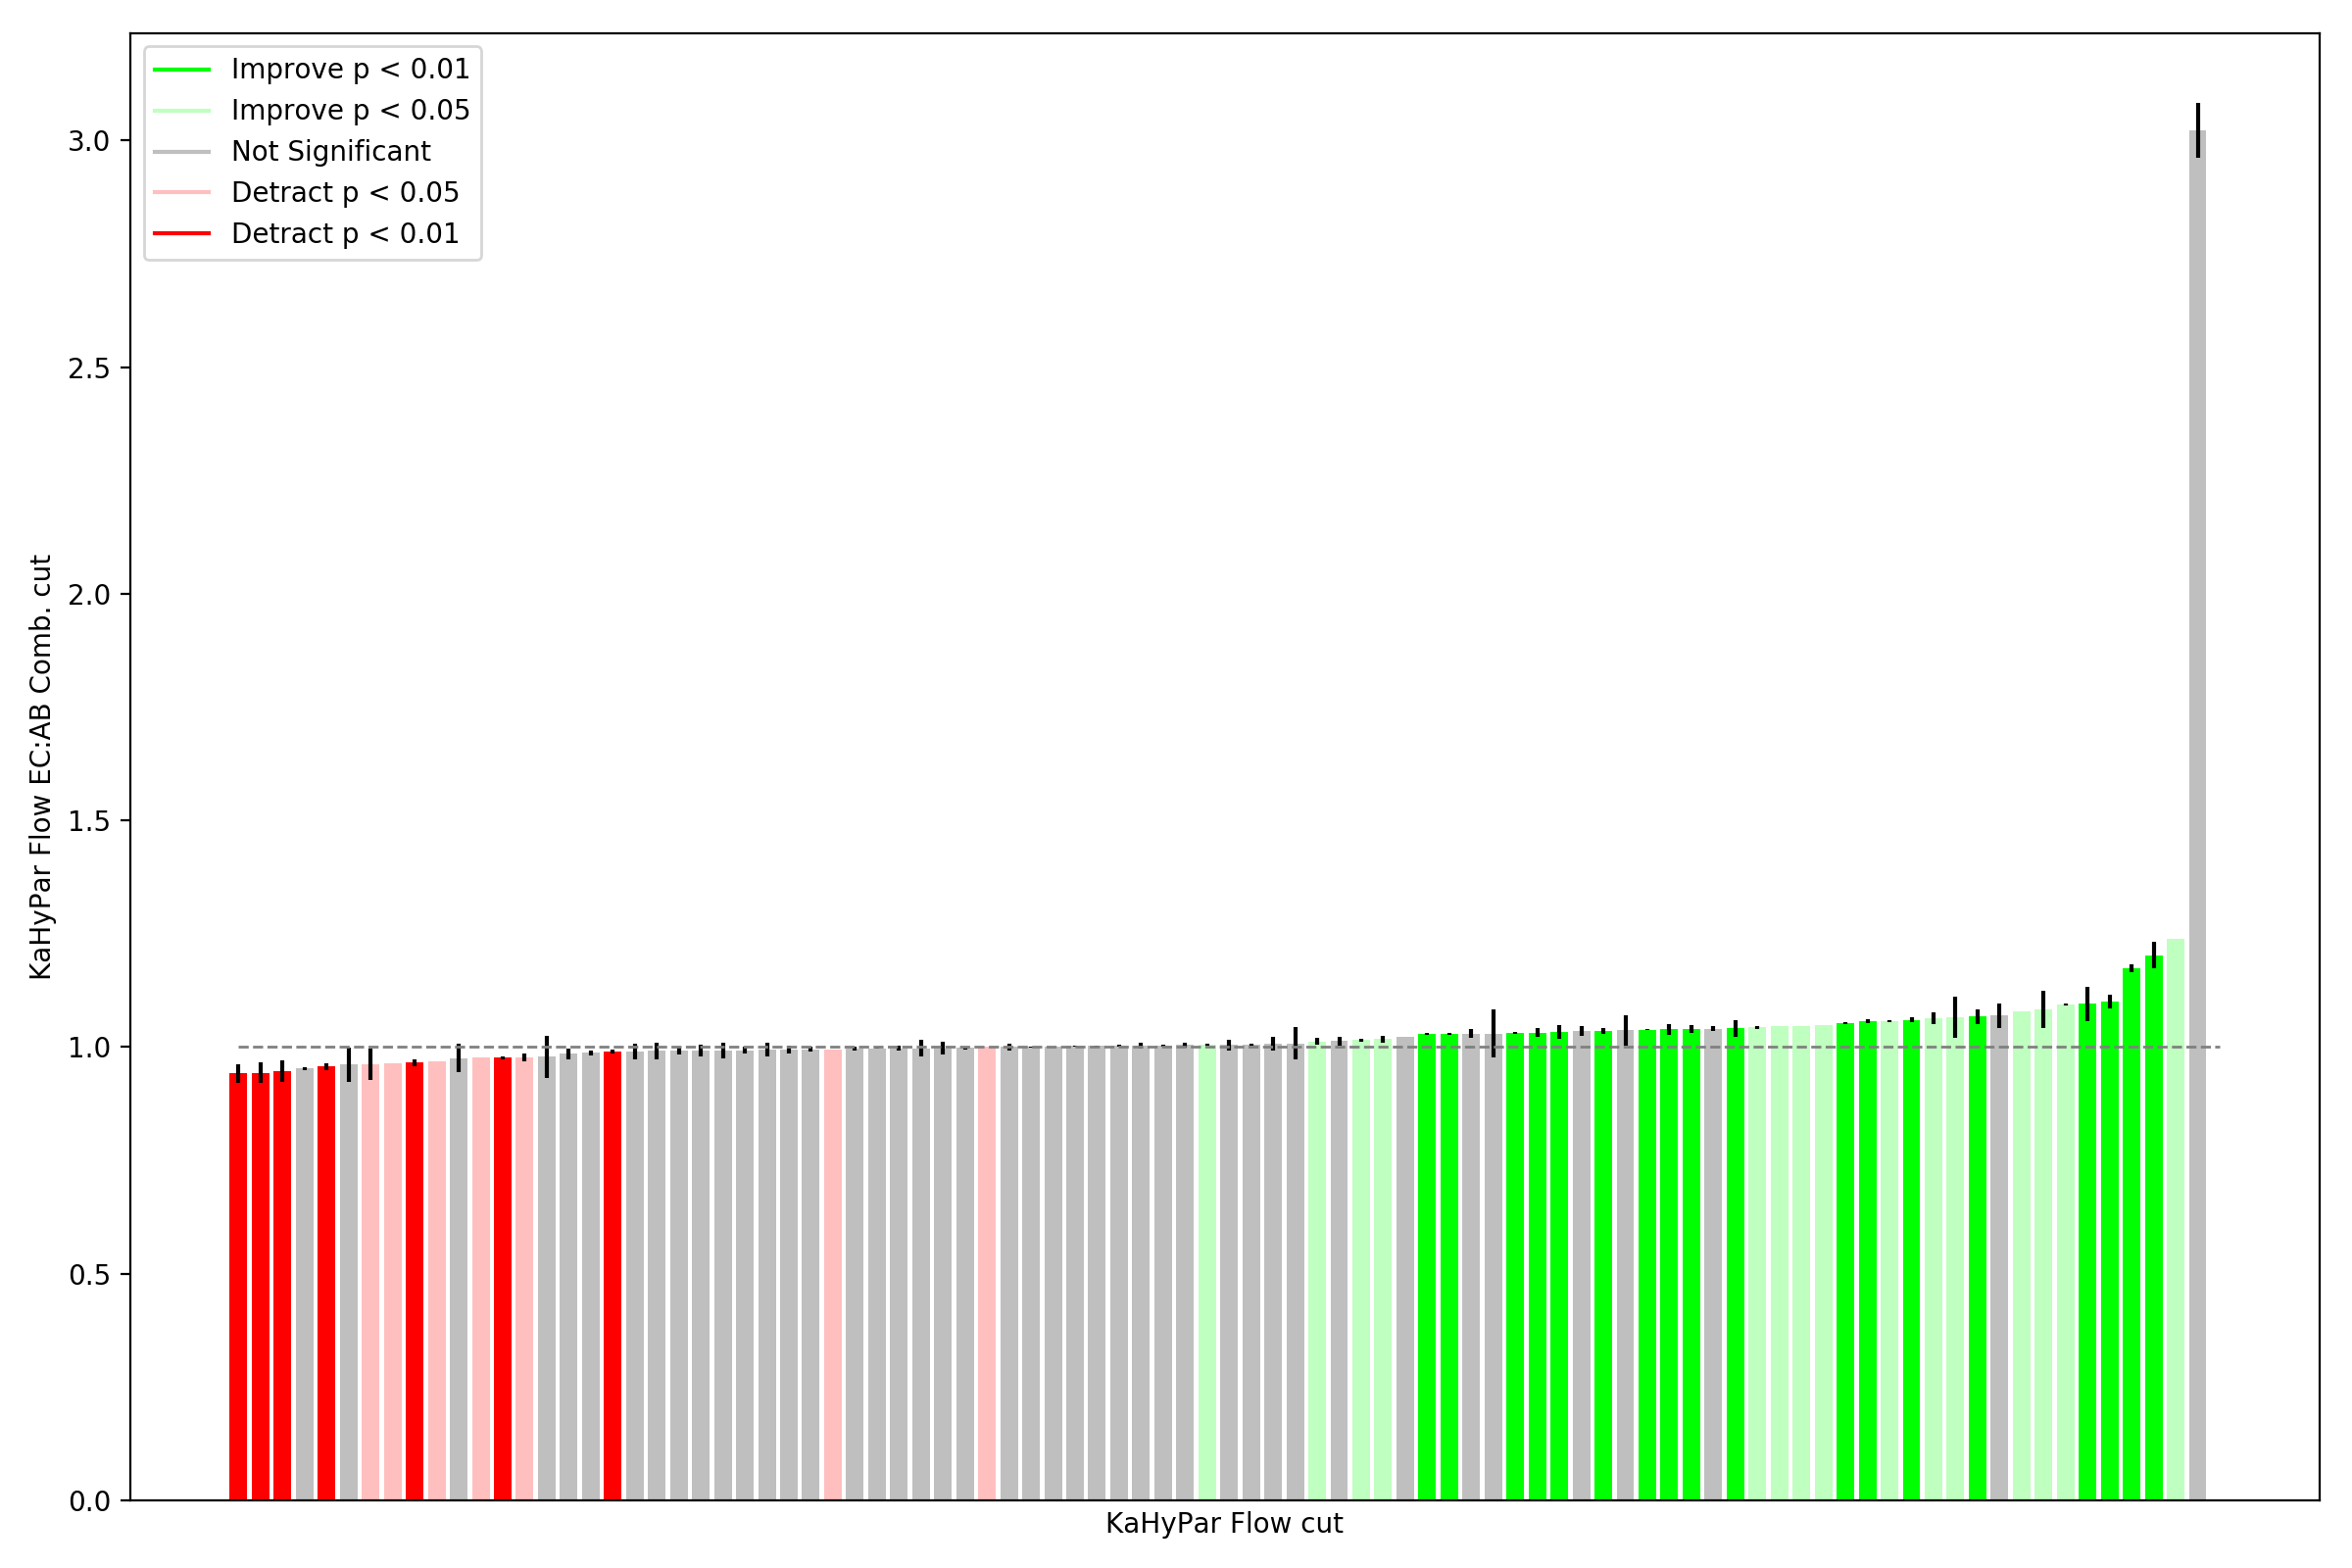 Improve p < 0.01
Improve p < 0.05
Not Significant
Detract p < 0.05
Detract p < 0.01
3.0
2.5
2.0
1.5
1.0
0.5
0.0
KaHyPar Flow EC:AB Comb. cut
KaHyPar Flow cut